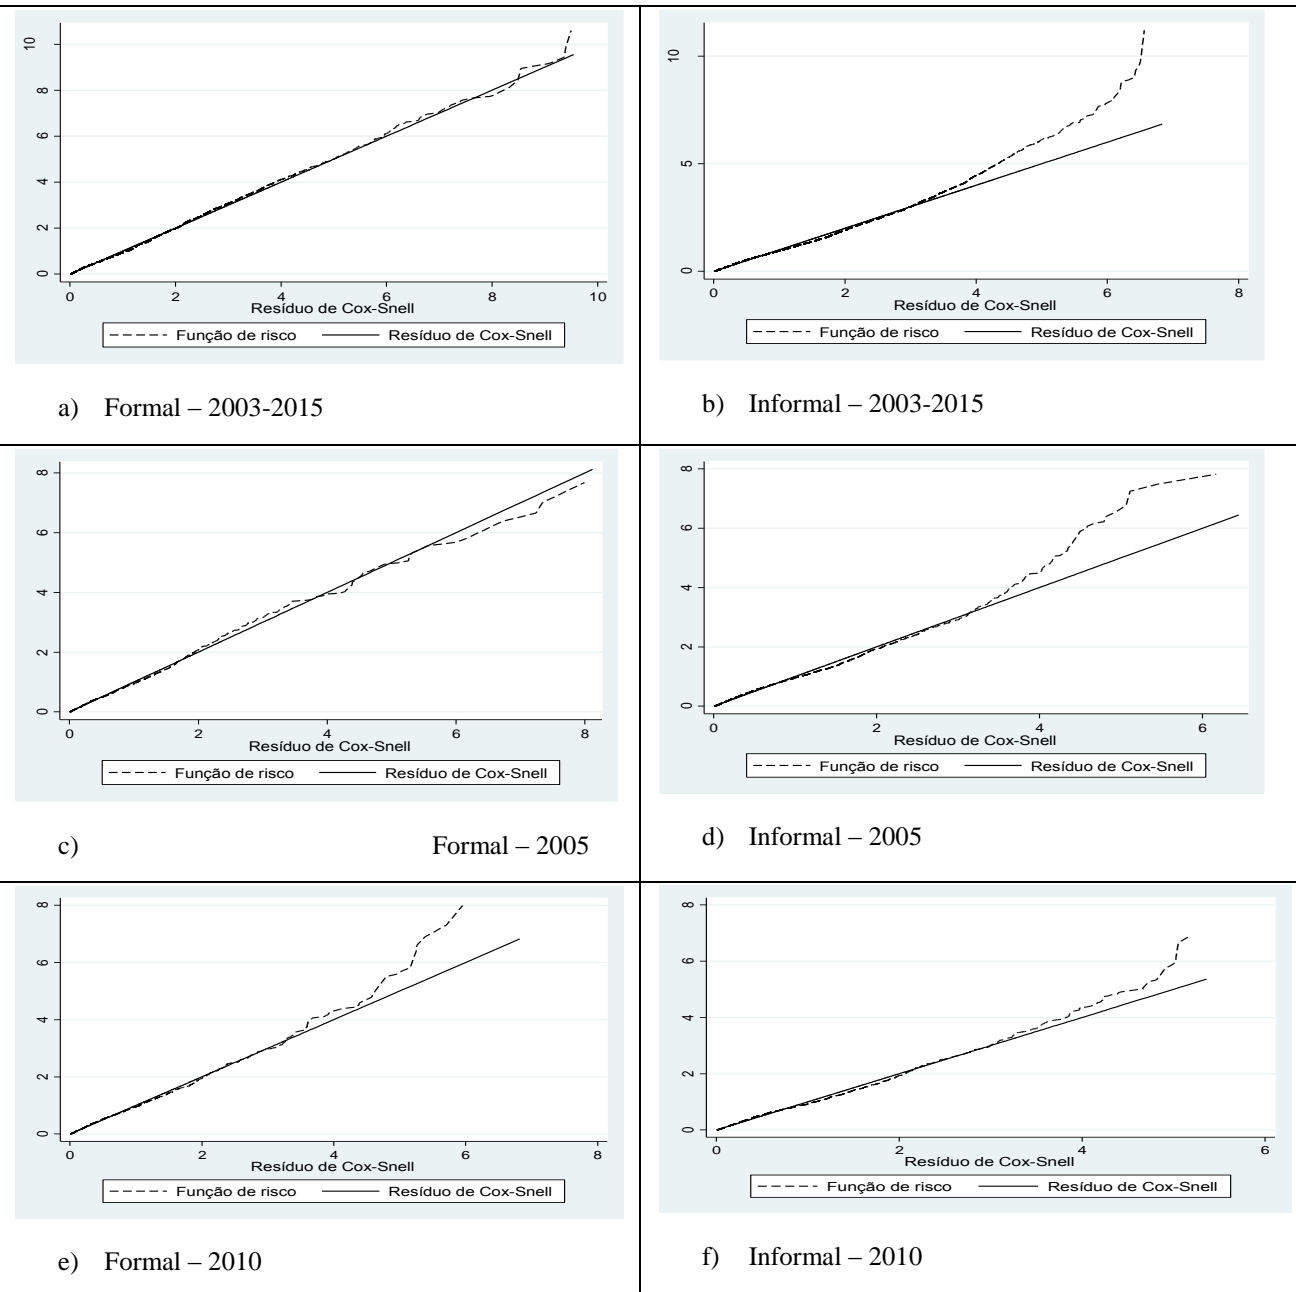 10
8
6
4
2
0
0 2 4 6 8 10
Resíduo de Cox-Snell
Função de risco Resíduo de Cox-Snell
a) Formal – 2003-2015
10
5
0
0 2 4 6 8
Resíduo de Cox-Snell
Função de risco Resíduo de Cox-Snell
b) Informal – 2003-2015
8
6
4
2
0
0 2 4 6 8
Resíduo de Cox-Snell
Função de risco Resíduo de Cox-Snell
c) Formal – 2005
8
6
4
2
0
0 2 4 6
Resíduo de Cox-Snell
Função de risco Resíduo de Cox-Snell
d) Informal – 2005
8
6
4
2
0
0 2 4 6 8
Resíduo de Cox-Snell
Função de risco Resíduo de Cox-Snell
e) Formal – 2010
8
6
4
2
0
0 2 4 6
Resíduo de Cox-Snell
Função de risco Resíduo de Cox-Snell
f) Informal – 2010